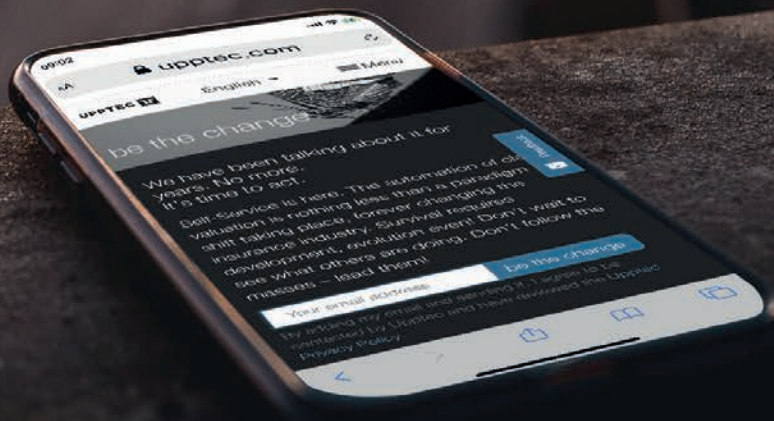 09:02
AA
upptec.com
UPPTEC
English
Menu
be the change
We have been talking about it for
years. No more.
It's time to act.
Self-Service is here. The automation of
valuation is nothing less than a paradigm
shift taking place, forever changing the
insurance industry. Survival requires
development, evolution even! Don't wait to
see what others are doing. Don't follow the
masses – lead them!
Your email address
be the change
By adding my email and sending it, I agree to be
contacted by Upptec and have reviewed the Upptec
Privacy Policy